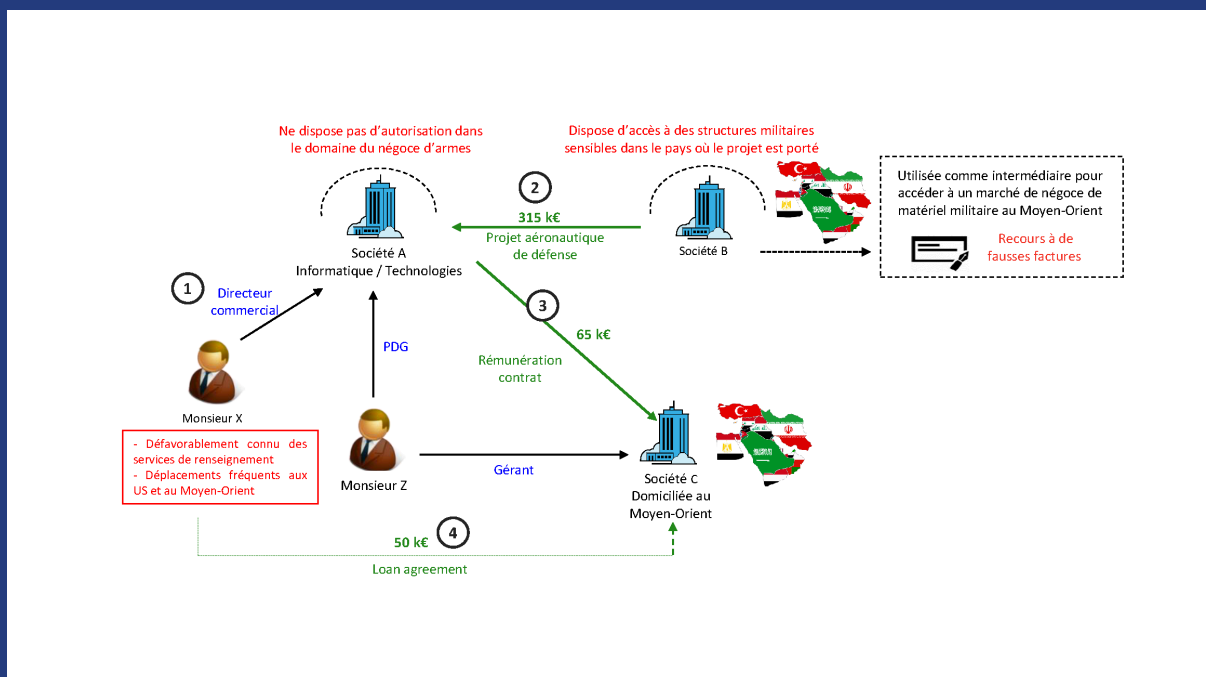 Ne dispose pas d'autorisation dans
le domaine du négoce d'armes
Dispose d'accès à des structures militaires
sensibles dans le pays où le projet est porté
Utilisée comme intermédiaire pour
accéder à un marché de négoce de
matériel militaire au Moyen-Orient
Recours à de
fausses factures
2
315 k€
Projet aéronautique
de défense
Société A
Informatique / Technologies
Société B
1
Directeur
commercial
3
65 k€
PDG
Rémunération
contrat
Monsieur X
- Défavorablement connu des
services de renseignement
- Déplacements fréquents aux
US et au Moyen-Orient
Monsieur Z
Gérant
Société C
Domiciliée au
Moyen-Orient
4
50 k€
Loan agreement